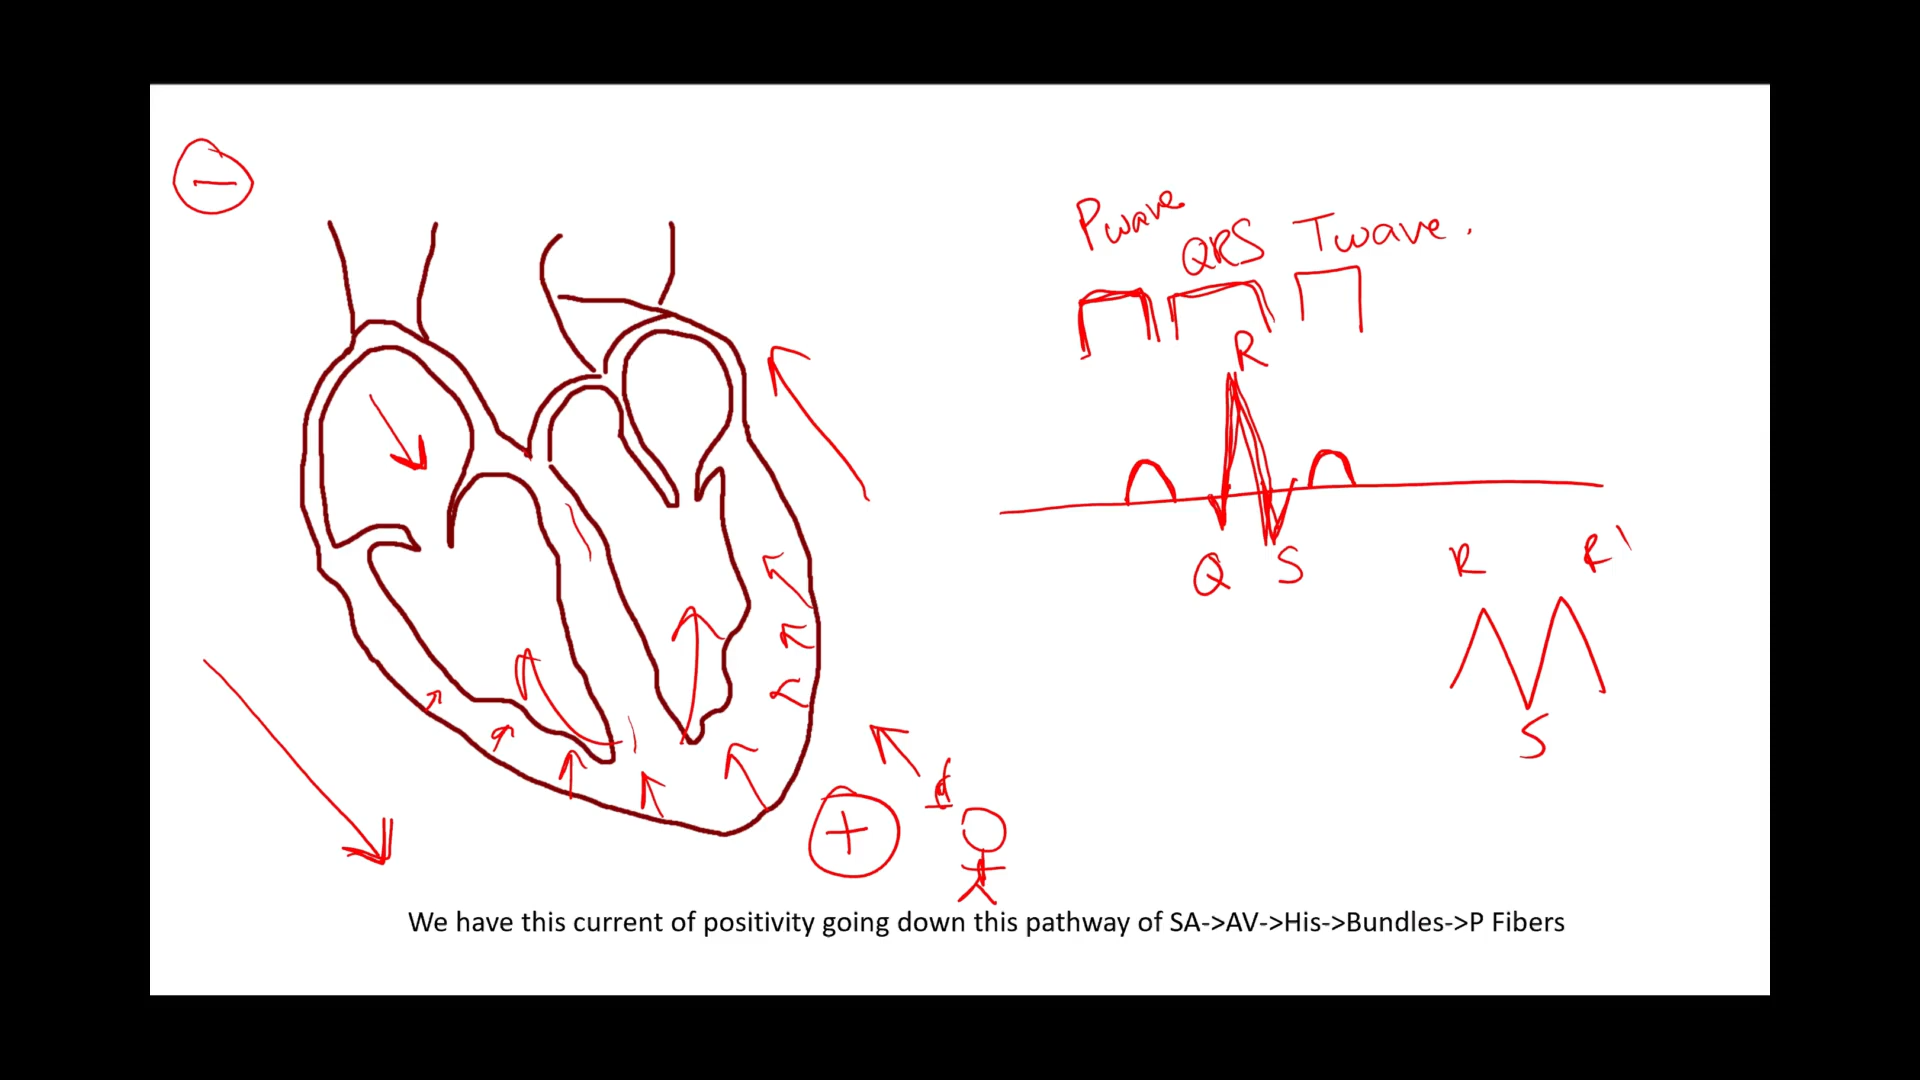 −
P wave
QRS
T wave.
R
Q
S
R
R'
S
+
We have this current of positivity going down this pathway of SA->AV->His->Bundles->P Fibers